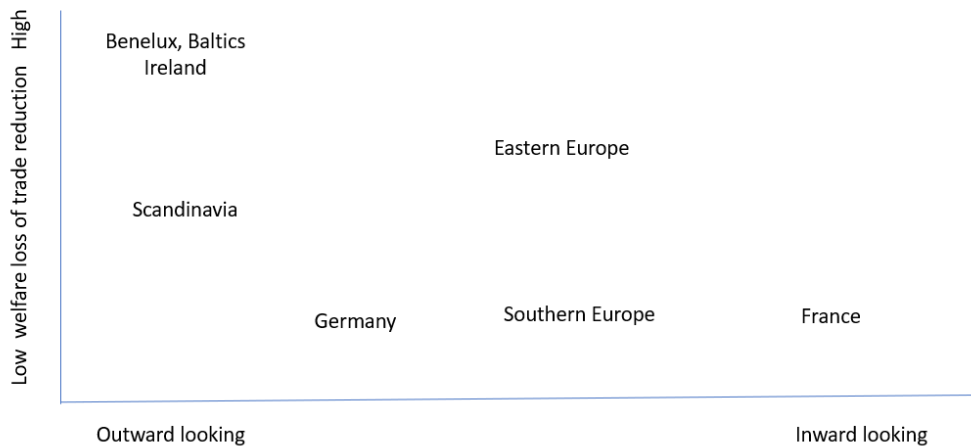 Low welfare loss of trade reduction High
Benelux, Baltics
Ireland
Eastern Europe
Scandinavia
Germany
Southern Europe
France
Outward looking
Inward looking